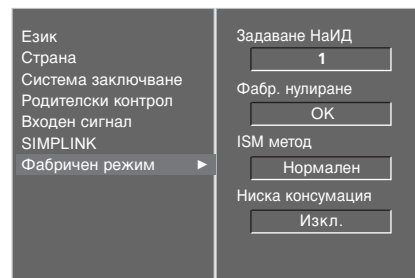 Език
Страна
Система заключване
Родителски контрол
Входен сигнал
SIMPLINK
Фабричен режим ►
Задаване НаИД
1
Фабр. нулиране
OK
ISM метод
Нормален
Ниска консумация
Изкл.